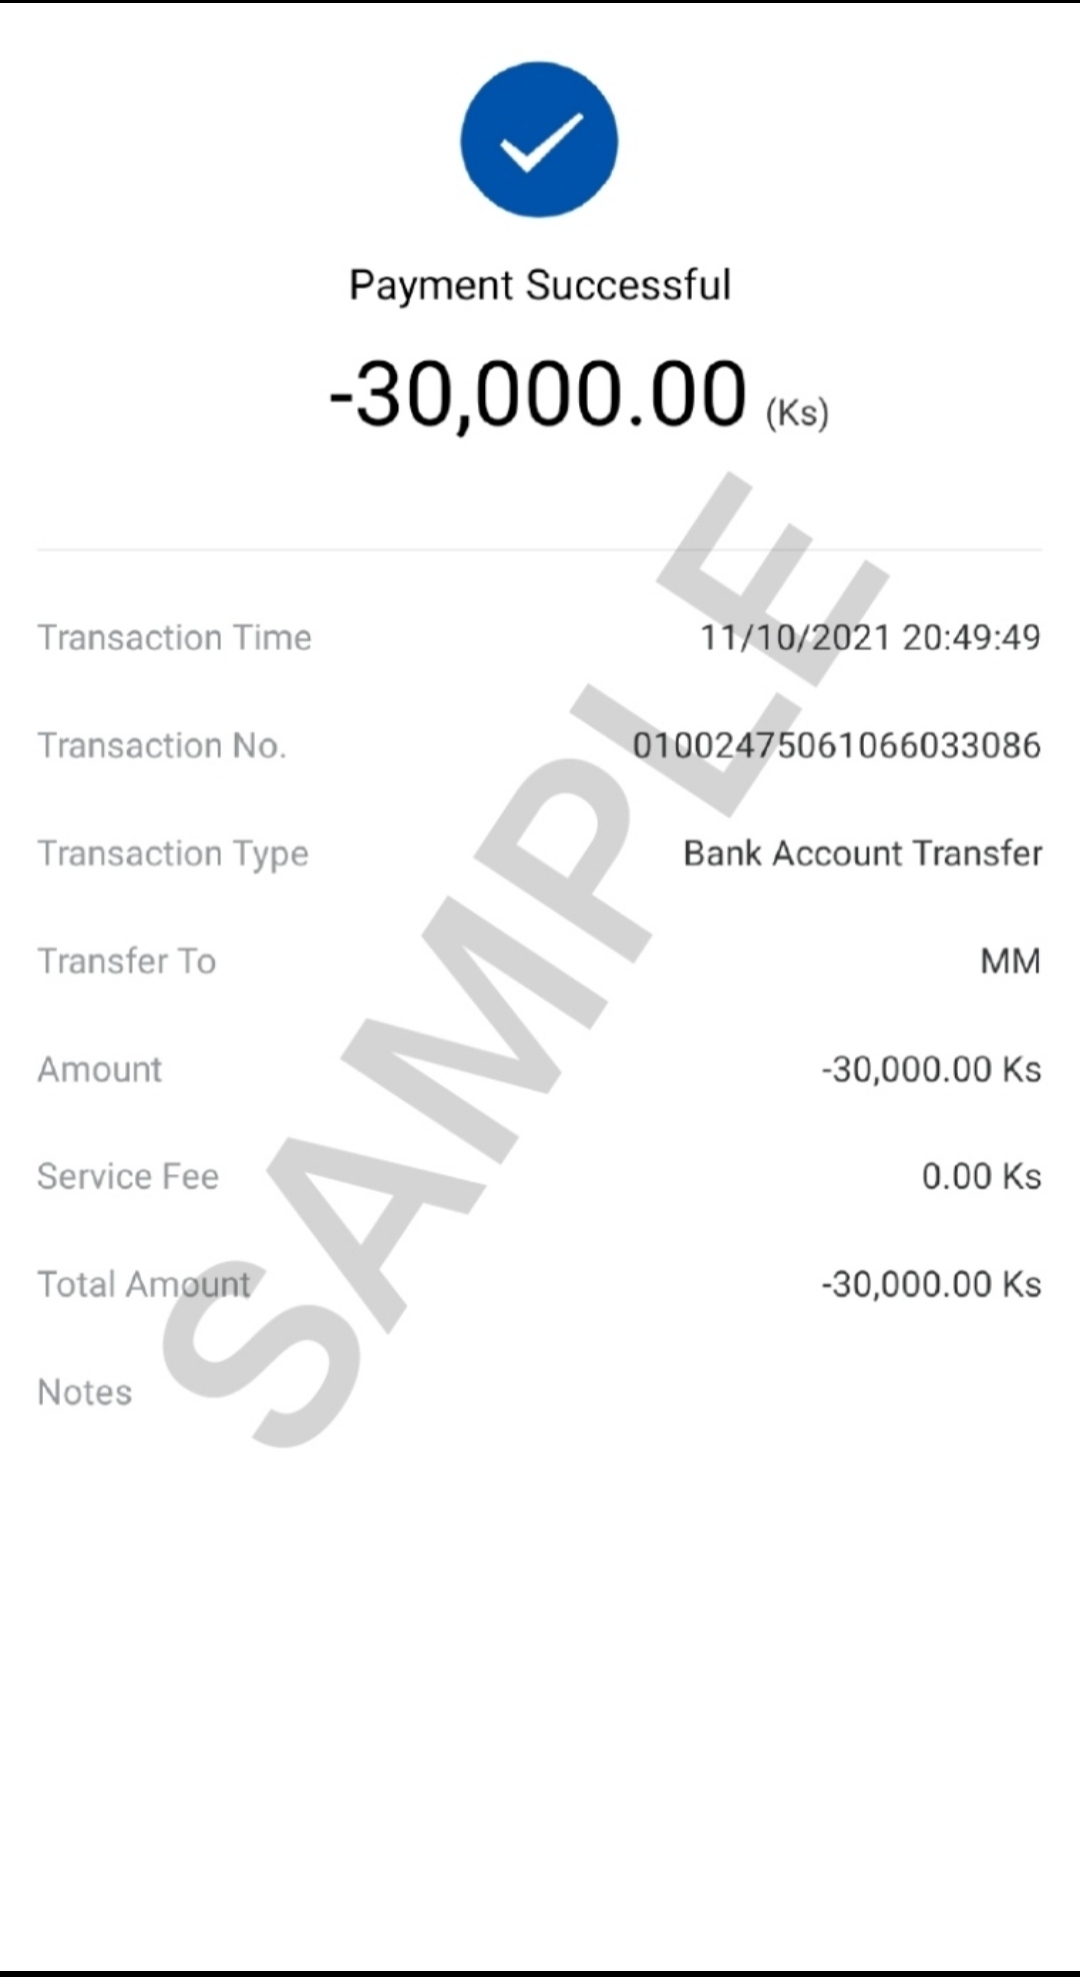 Payment Successful
-30,000.00 (Ks)
Transaction Time 11/10/2021 20:49:49
Transaction No. 01002475061066033086
Transaction Type Bank Account Transfer
Transfer To MM
Amount -30,000.00 Ks
Service Fee 0.00 Ks
Total Amount -30,000.00 Ks
Notes
SAMPLE